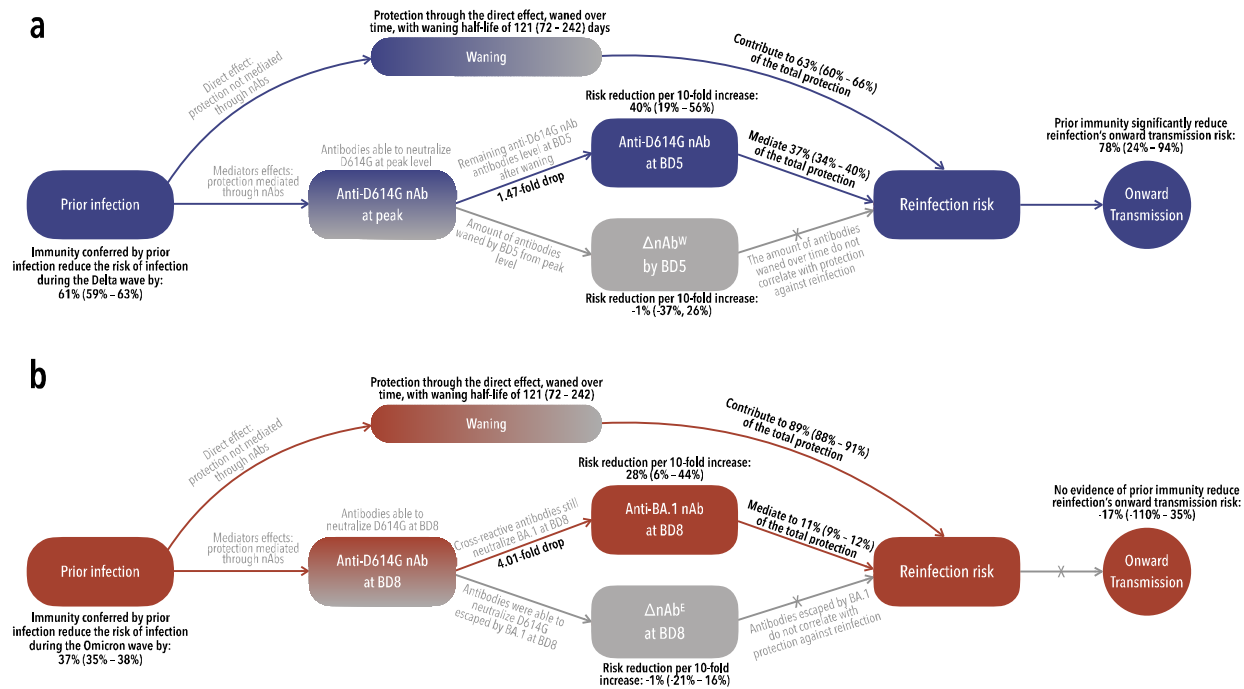 a
Protection through the direct effect, waned over
time, with waning half-life of 121 (72 – 242) days
Waning
Direct effect:
protection not mediated
through nAbs
Contribute to 63% (60% – 66%)
of the total protection
Risk reduction per 10-fold increase:
40% (19% – 56%)
Prior immunity significantly reduce
reinfection's onward transmission risk:
78% (24% – 94%)
Antibodies able to neutralize
D614G at peak level
Mediators effects:
protection mediated
through nAbs
Remaining anti-D614G nAb
antibodies level at BD5
after waning
1.47-fold drop
Anti-D614G nAb
at BD5
Mediate 37% (34% – 40%)
of the total protection
Prior infection
Anti-D614G nAb
at peak
Reinfection risk
Onward
Transmission
Immunity conferred by prior
infection reduce the risk of infection
during the Delta wave by:
61% (59% – 63%)
Amount of antibodies
waned by BD5 from peak
level
ΔnAbᵂ
by BD5
X
The amount of antibodies
waned over time do not
correlate with protection
against reinfection
Risk reduction per 10-fold increase:
-1% (-37%, 26%)
b
Protection through the direct effect, waned over
time, with waning half-life of 121 (72 – 242)
Waning
Direct effect:
protection not mediated
through nAbs
Contribute to 89% (88% – 91%)
of the total protection
Risk reduction per 10-fold increase:
28% (6% – 44%)
No evidence of prior immunity reduce
reinfection's onward transmission risk:
-17% (-110% – 35%)
Antibodies able to
neutralize D614G at BD8
Mediators effects:
protection mediated
through nAbs
Cross-reactive antibodies still
neutralize BA.1 at BD8
4.01-fold drop
Anti-BA.1 nAb
at BD8
Mediate to 11% (9% – 12%)
of the total protection
Prior infection
Anti-D614G nAb
at BD8
Reinfection risk
X
Onward
Transmission
Immunity conferred by prior
infection reduce the risk of infection
during the Omicron wave by:
37% (35% – 38%)
Antibodies were able to
neutralize D614G
escaped by BA.1 at BD8
ΔnAbᴱ
at BD8
X
Antibodies escaped by BA.1
do not correlate with
protection against reinfection
Risk reduction per 10-fold
increase: -1% (-21% – 16%)